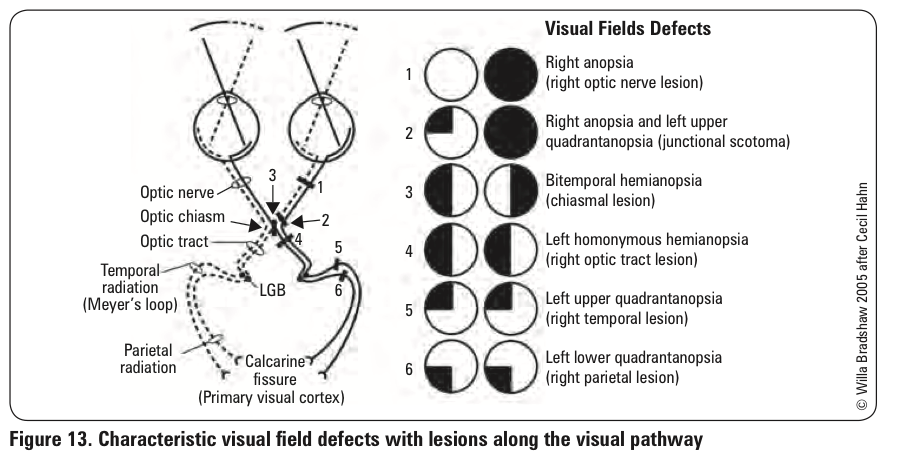 Visual Fields Defects
1
Right anopsia
(right optic nerve lesion)
2
Right anopsia and left upper
quadrantanopsia (junctional scotoma)
3
Bitemporal hemianopsia
(chiasmal lesion)
4
Left homonymous hemianopsia
(right optic tract lesion)
5
Left upper quadrantanopsia
(right temporal lesion)
6
Left lower quadrantanopsia
(right parietal lesion)
Optic nerve
3
1
Optic chiasm
2
Optic tract
4
5
Temporal
radiation
(Meyer's loop)
LGB
6
Parietal
radiation
Calcarine
fissure
(Primary visual cortex)
© Willa Bradshaw 2005 after Cecil Hahn
Figure 13. Characteristic visual field defects with lesions along the visual pathway